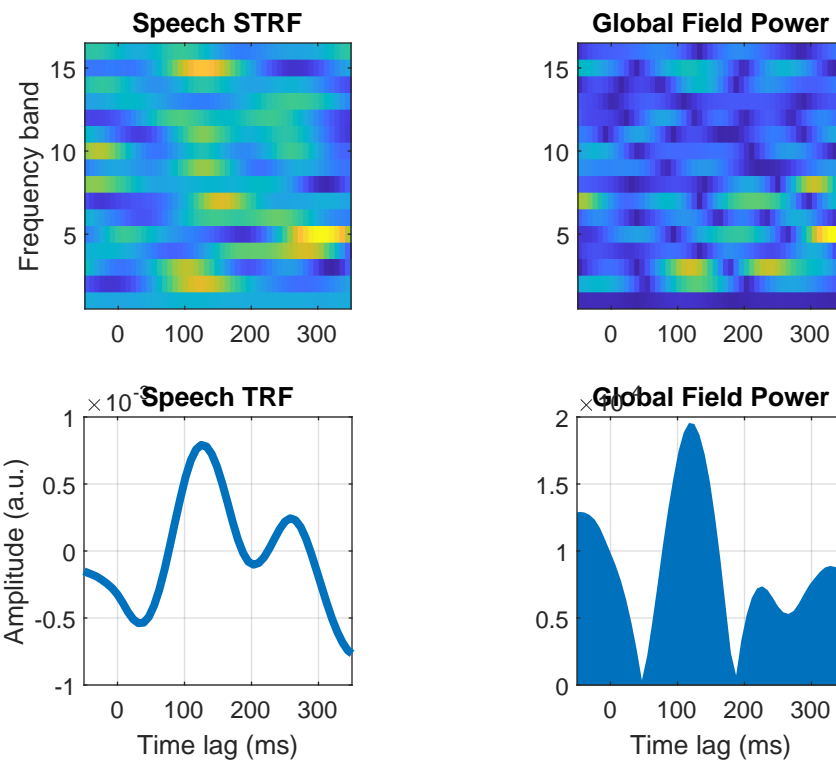 Speech STRF
Global Field Power
Frequency band
15
10
5
0 100 200 300
15
10
5
0 100 200 300
Speech TRF
×10⁻³
Amplitude (a.u.)
1
0.5
0
-0.5
-1
0 100 200 300
Time lag (ms)
Global Field Power
×10⁻⁴
2
1.5
1
0.5
0
0 100 200 300
Time lag (ms)